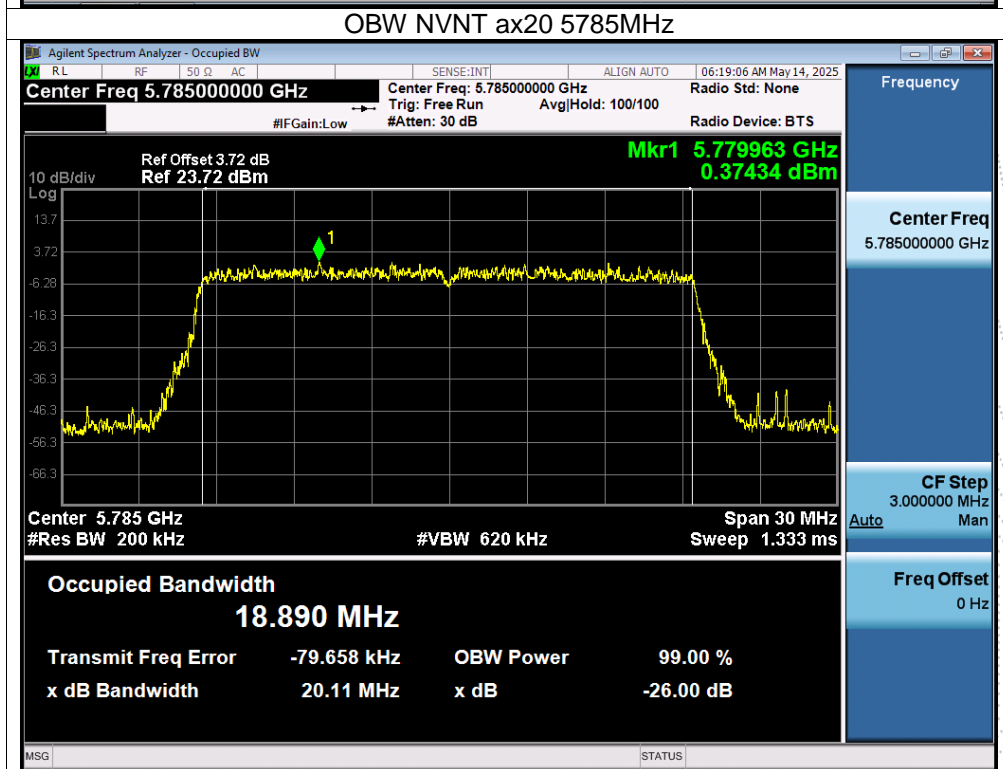 OBW NVNT ax20 5785MHz
Agilent Spectrum Analyzer - Occupied BW
LXI RL RF 50 Ω AC SENSE:INT ALIGN AUTO 06:19:06 AM May 14, 2025
Center Freq 5.785000000 GHz
Center Freq: 5.785000000 GHz
Radio Std: None
Trig: Free Run Avg|Hold: 100/100
#IFGain:Low #Atten: 30 dB Radio Device: BTS
Mkr1 5.779963 GHz
0.37434 dBm
Ref Offset 3.72 dB
10 dB/div Ref 23.72 dBm
Log
13.7
1
3.72
-6.28
-16.3
-26.3
-36.3
-46.3
-56.3
-66.3
Center 5.785 GHz Span 30 MHz
#Res BW 200 kHz #VBW 620 kHz Sweep 1.333 ms
Occupied Bandwidth
18.890 MHz
Transmit Freq Error -79.658 kHz OBW Power 99.00 %
x dB Bandwidth 20.11 MHz x dB -26.00 dB
Frequency
Center Freq
5.785000000 GHz
CF Step
3.000000 MHz
Auto Man
Freq Offset
0 Hz
MSG STATUS